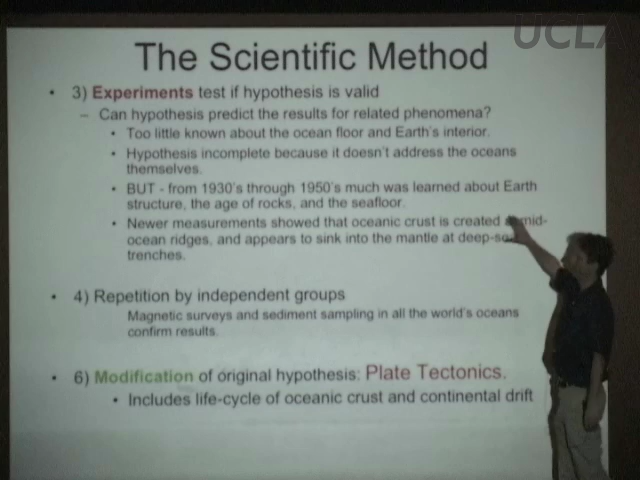 UCLA
The Scientific Method
• 3) Experiments test if hypothesis is valid
– Can hypothesis predict the results for related phenomena?
• Too little known about the ocean floor and Earth's interior.
• Hypothesis incomplete because it doesn't address the oceans
themselves.
• BUT - from 1930's through 1950's much was learned about Earth
structure, the age of rocks, and the seafloor.
• Newer measurements showed that oceanic crust is created mid-
ocean ridges, and appears to sink into the mantle at deep-sea
trenches.
• 4) Repetition by independent groups
Magnetic surveys and sediment sampling in all the world's oceans
confirm results.
• 6) Modification of original hypothesis: Plate Tectonics.
• Includes life-cycle of oceanic crust and continental drift